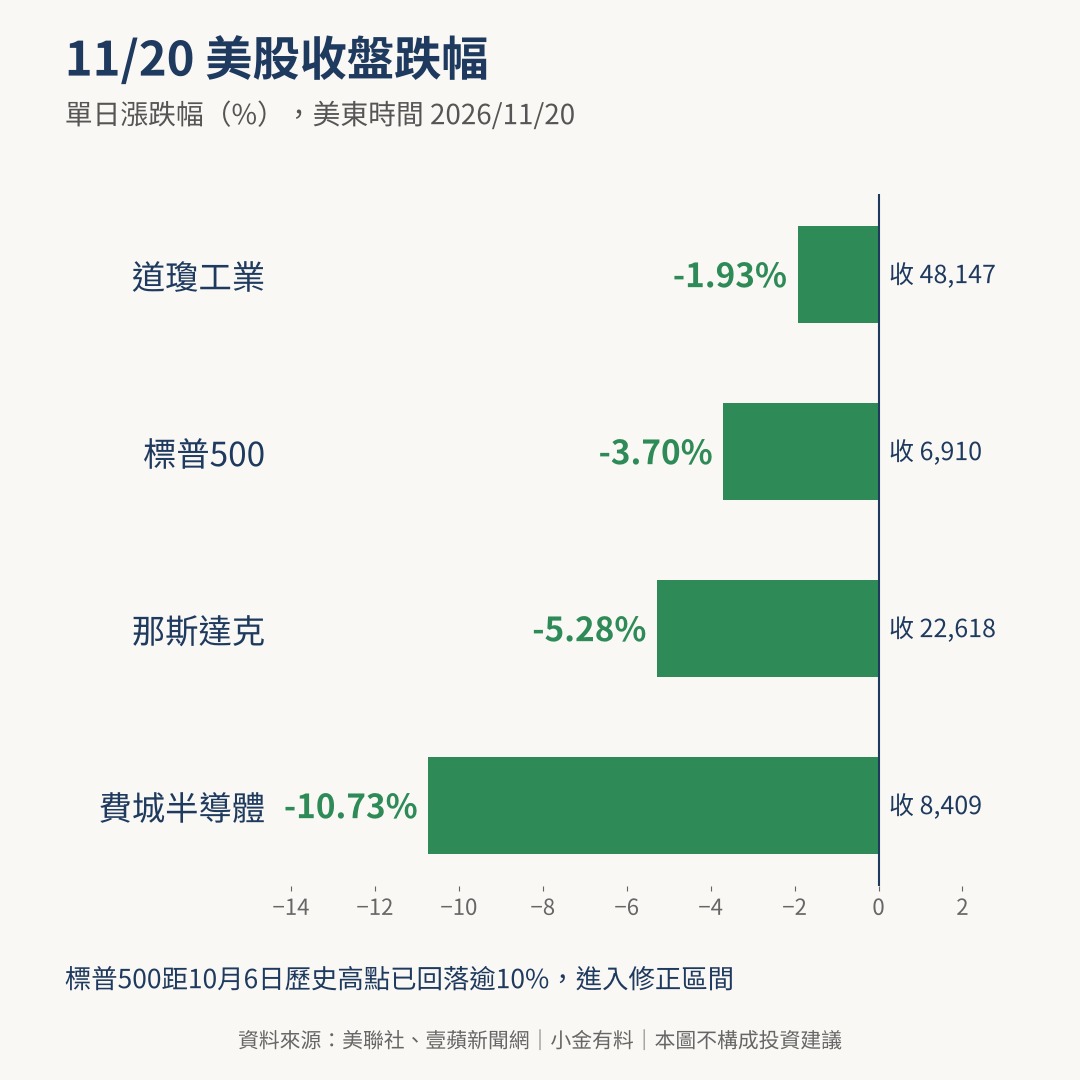 11/20 美股收盤跌幅
單日漲跌幅（%），美東時間 2026/11/20
道瓊工業 -1.93% 收 48,147
標普500 -3.70% 收 6,910
那斯達克 -5.28% 收 22,618
費城半導體 -10.73% 收 8,409
−14 −12 −10 −8 −6 −4 −2 0 2
標普500距10月6日歷史高點已回落逾10%，進入修正區間
資料來源：美聯社、壹蘋新聞網｜小金有料｜本圖不構成投資建議